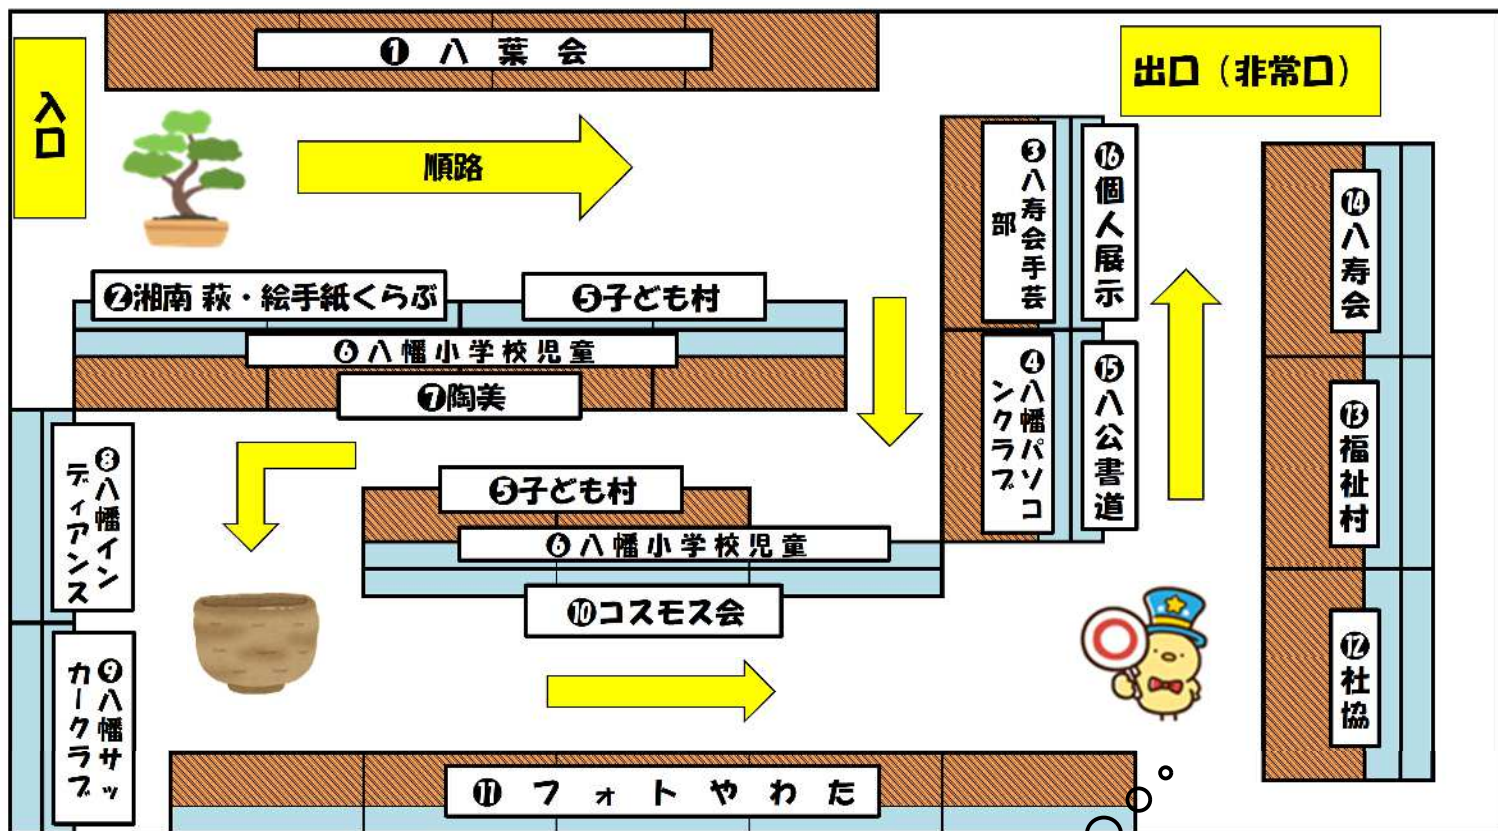 ❶八葉会
入口
出口（非常口）
順路
❸八寿会手芸
部
⓰個人展示
⓮八寿会
❷湘南 萩・絵手紙くらぶ
❺子ども村
❻八幡小学校児童
❼陶美
❹八幡パソコ
ンクラブ
⓯八公書道
⓭福祉村
❽八幡イン
ディアンス
❺子ども村
❻八幡小学校児童
❿コスモス会
❾八幡サッ
カークラブ
⓬社協
⓫フォトやわた